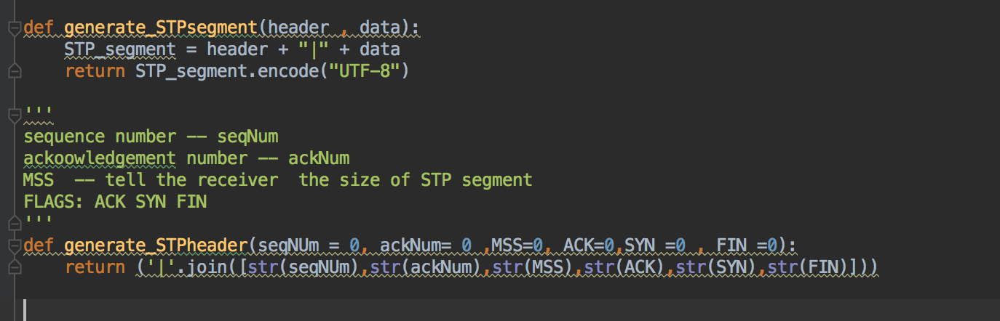 def generate_STPsegment(header , data):
    STP_segment = header + "|" + data
    return STP_segment.encode("UTF-8")
'''
sequence number -- seqNum
ackoowledgement number -- ackNum
MSS  -- tell the receiver  the size of STP segment
FLAGS: ACK SYN FIN
'''
def generate_STPheader(seqNUm = 0, ackNum= 0 ,MSS=0, ACK=0,SYN =0 , FIN =0):
    return ('|'.join([str(seqNUm),str(ackNum),str(MSS),str(ACK),str(SYN),str(FIN)]))